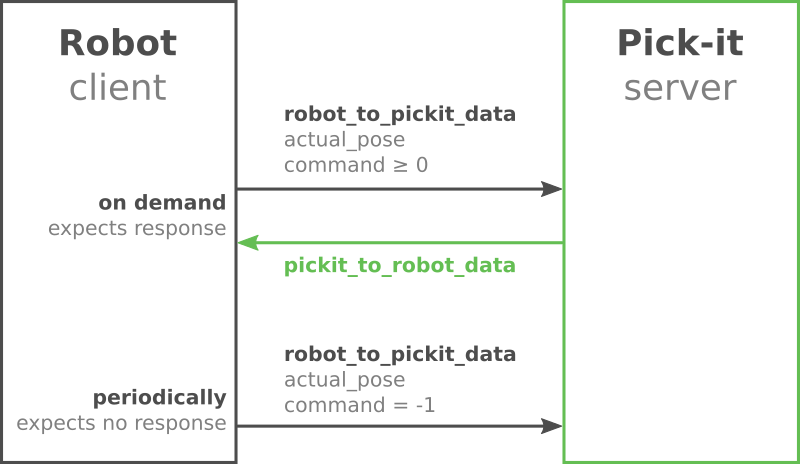 Robot
client
Pick-it
server
robot_to_pickit_data
actual_pose
command ≥ 0
on demand
expects response
pickit_to_robot_data
robot_to_pickit_data
actual_pose
command = -1
periodically
expects no response